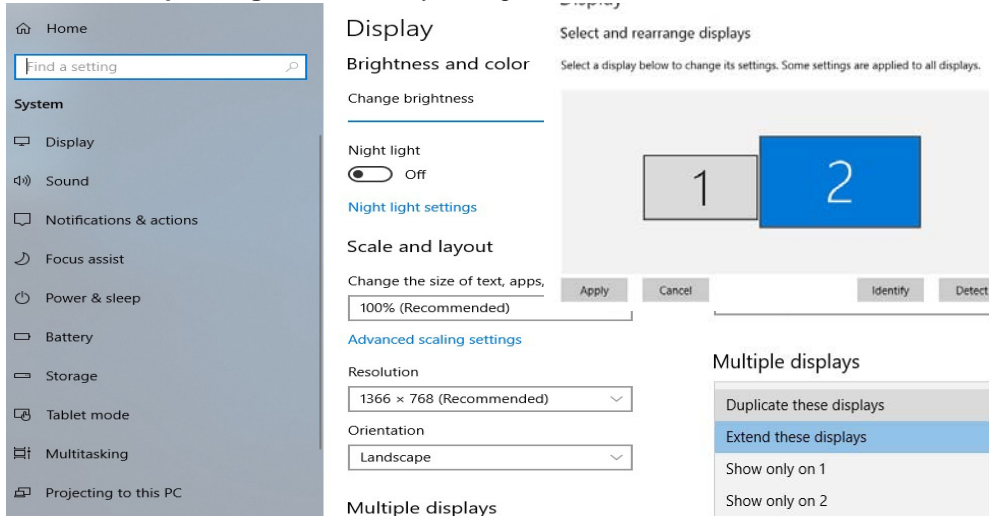 Home
Find a setting
System
Display
Sound
Notifications & actions
Focus assist
Power & sleep
Battery
Storage
Tablet mode
Multitasking
Projecting to this PC
Display
Brightness and color
Change brightness
Night light
Off
Night light settings
Scale and layout
Change the size of text, apps,
100% (Recommended)
Advanced scaling settings
Resolution
1366 × 768 (Recommended)
Orientation
Landscape
Multiple displays
Select and rearrange displays
Select a display below to change its settings. Some settings are applied to all displays.
1
2
Apply
Cancel
Identify
Detect
Multiple displays
Duplicate these displays
Extend these displays
Show only on 1
Show only on 2